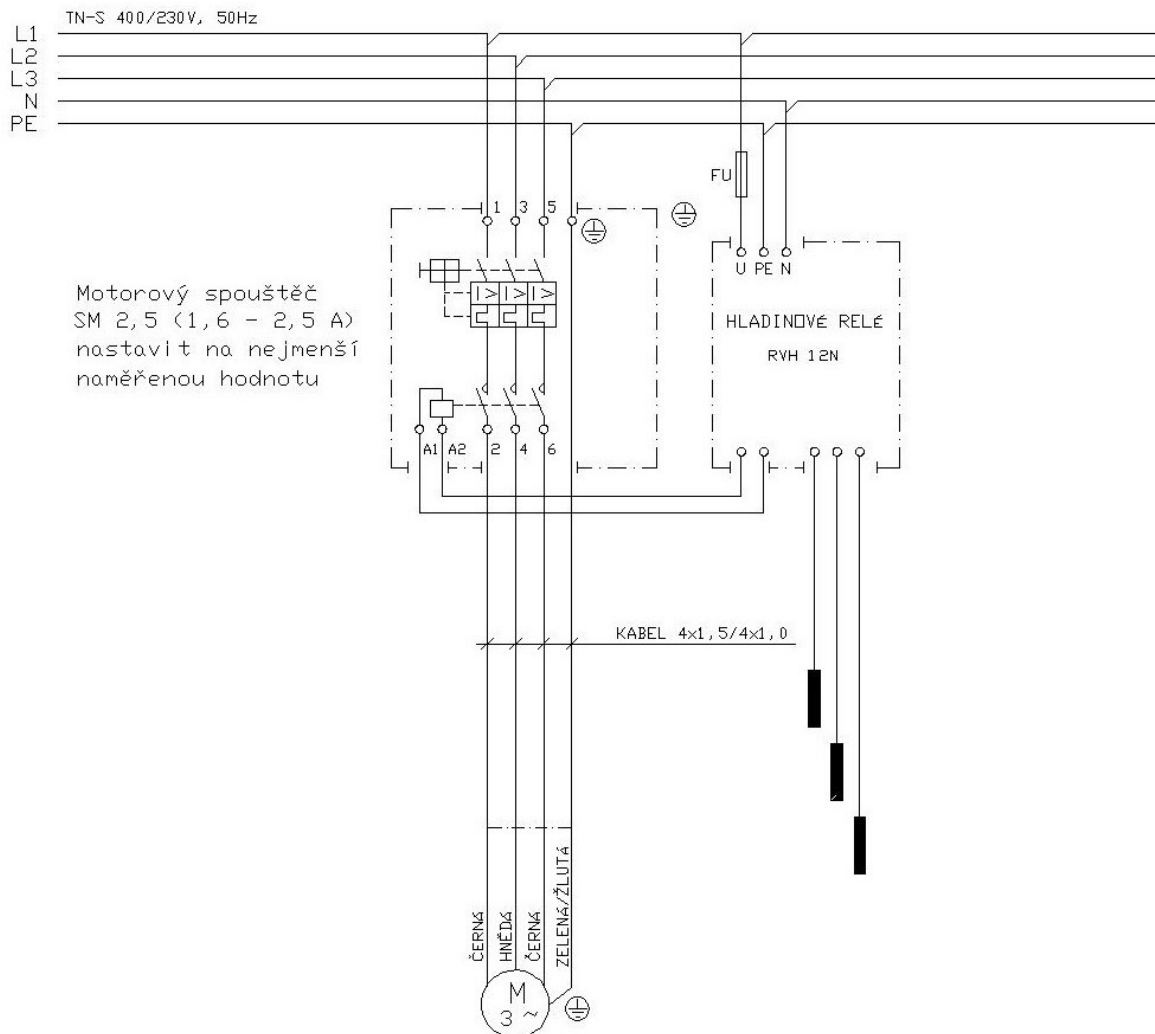 TN-S 400/230V, 50Hz
L1
L2
L3
N
PE
FU
1 3 5
U PE N
Motorový spouštěč
SM 2,5 (1,6 - 2,5 A)
nastavit na nejmenší
naměřenou hodnotu
I> I> I>
HLADINOVÉ RELÉ
RVH 12N
A1 A2 2 4 6
KABEL 4x1,5/4x1,0
ČERNÁ
HNĚDÁ
ČERNÁ
ZELENÁ/ŽLUTÁ
M
3 ~